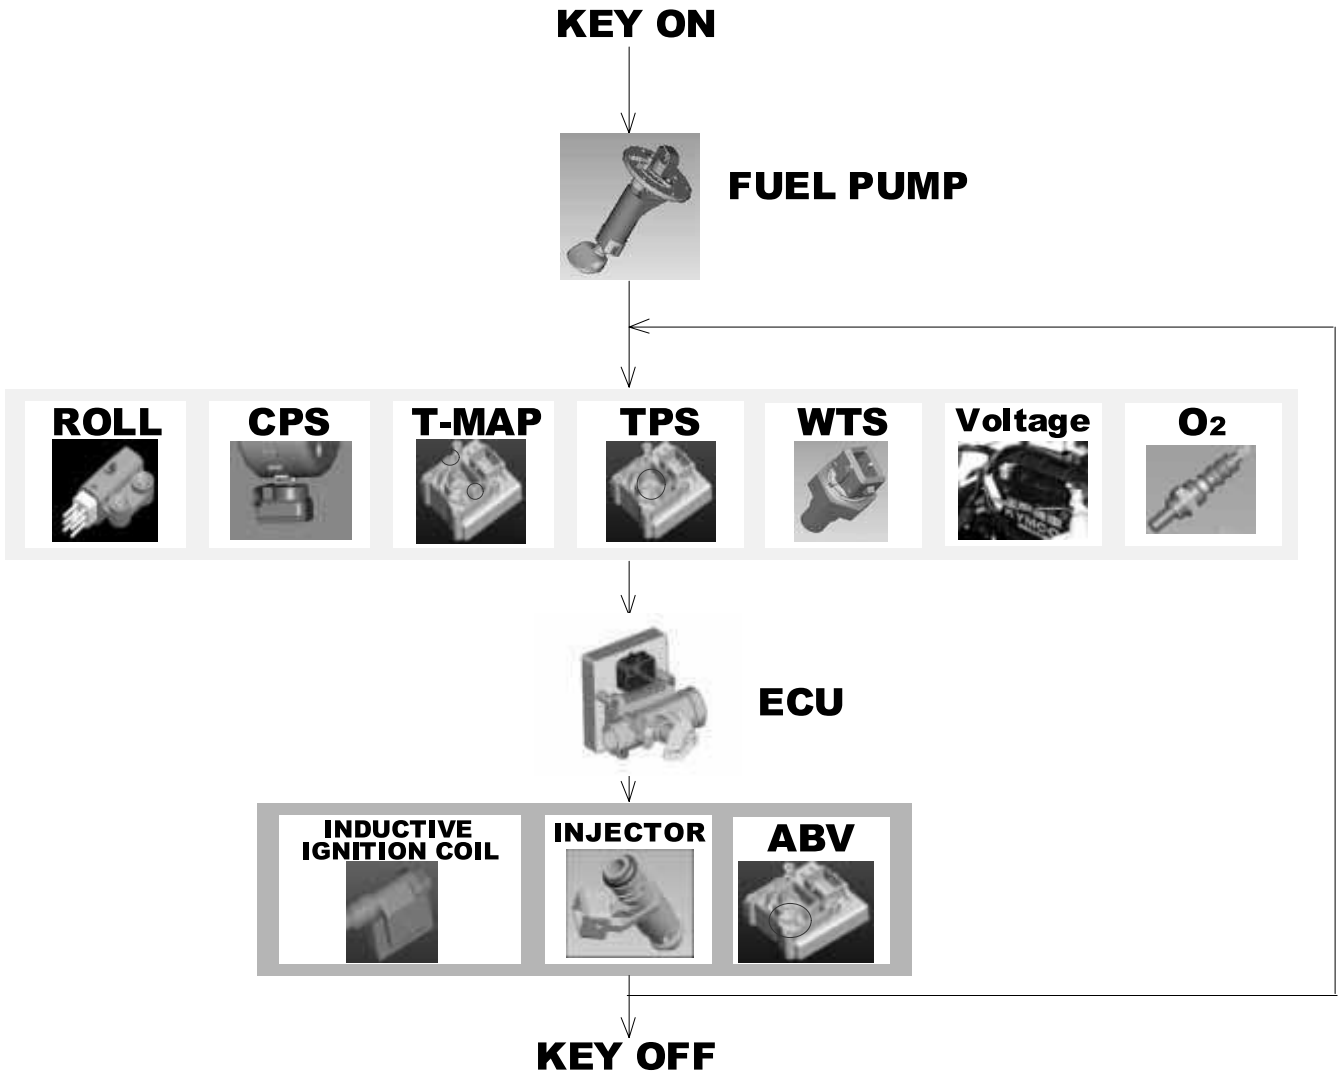 KEY ON
FUEL PUMP
ROLL
CPS
T-MAP
TPS
WTS
Voltage
O2
KYMCO
ECU
INDUCTIVE
IGNITION COIL
INJECTOR
ABV
KEY OFF